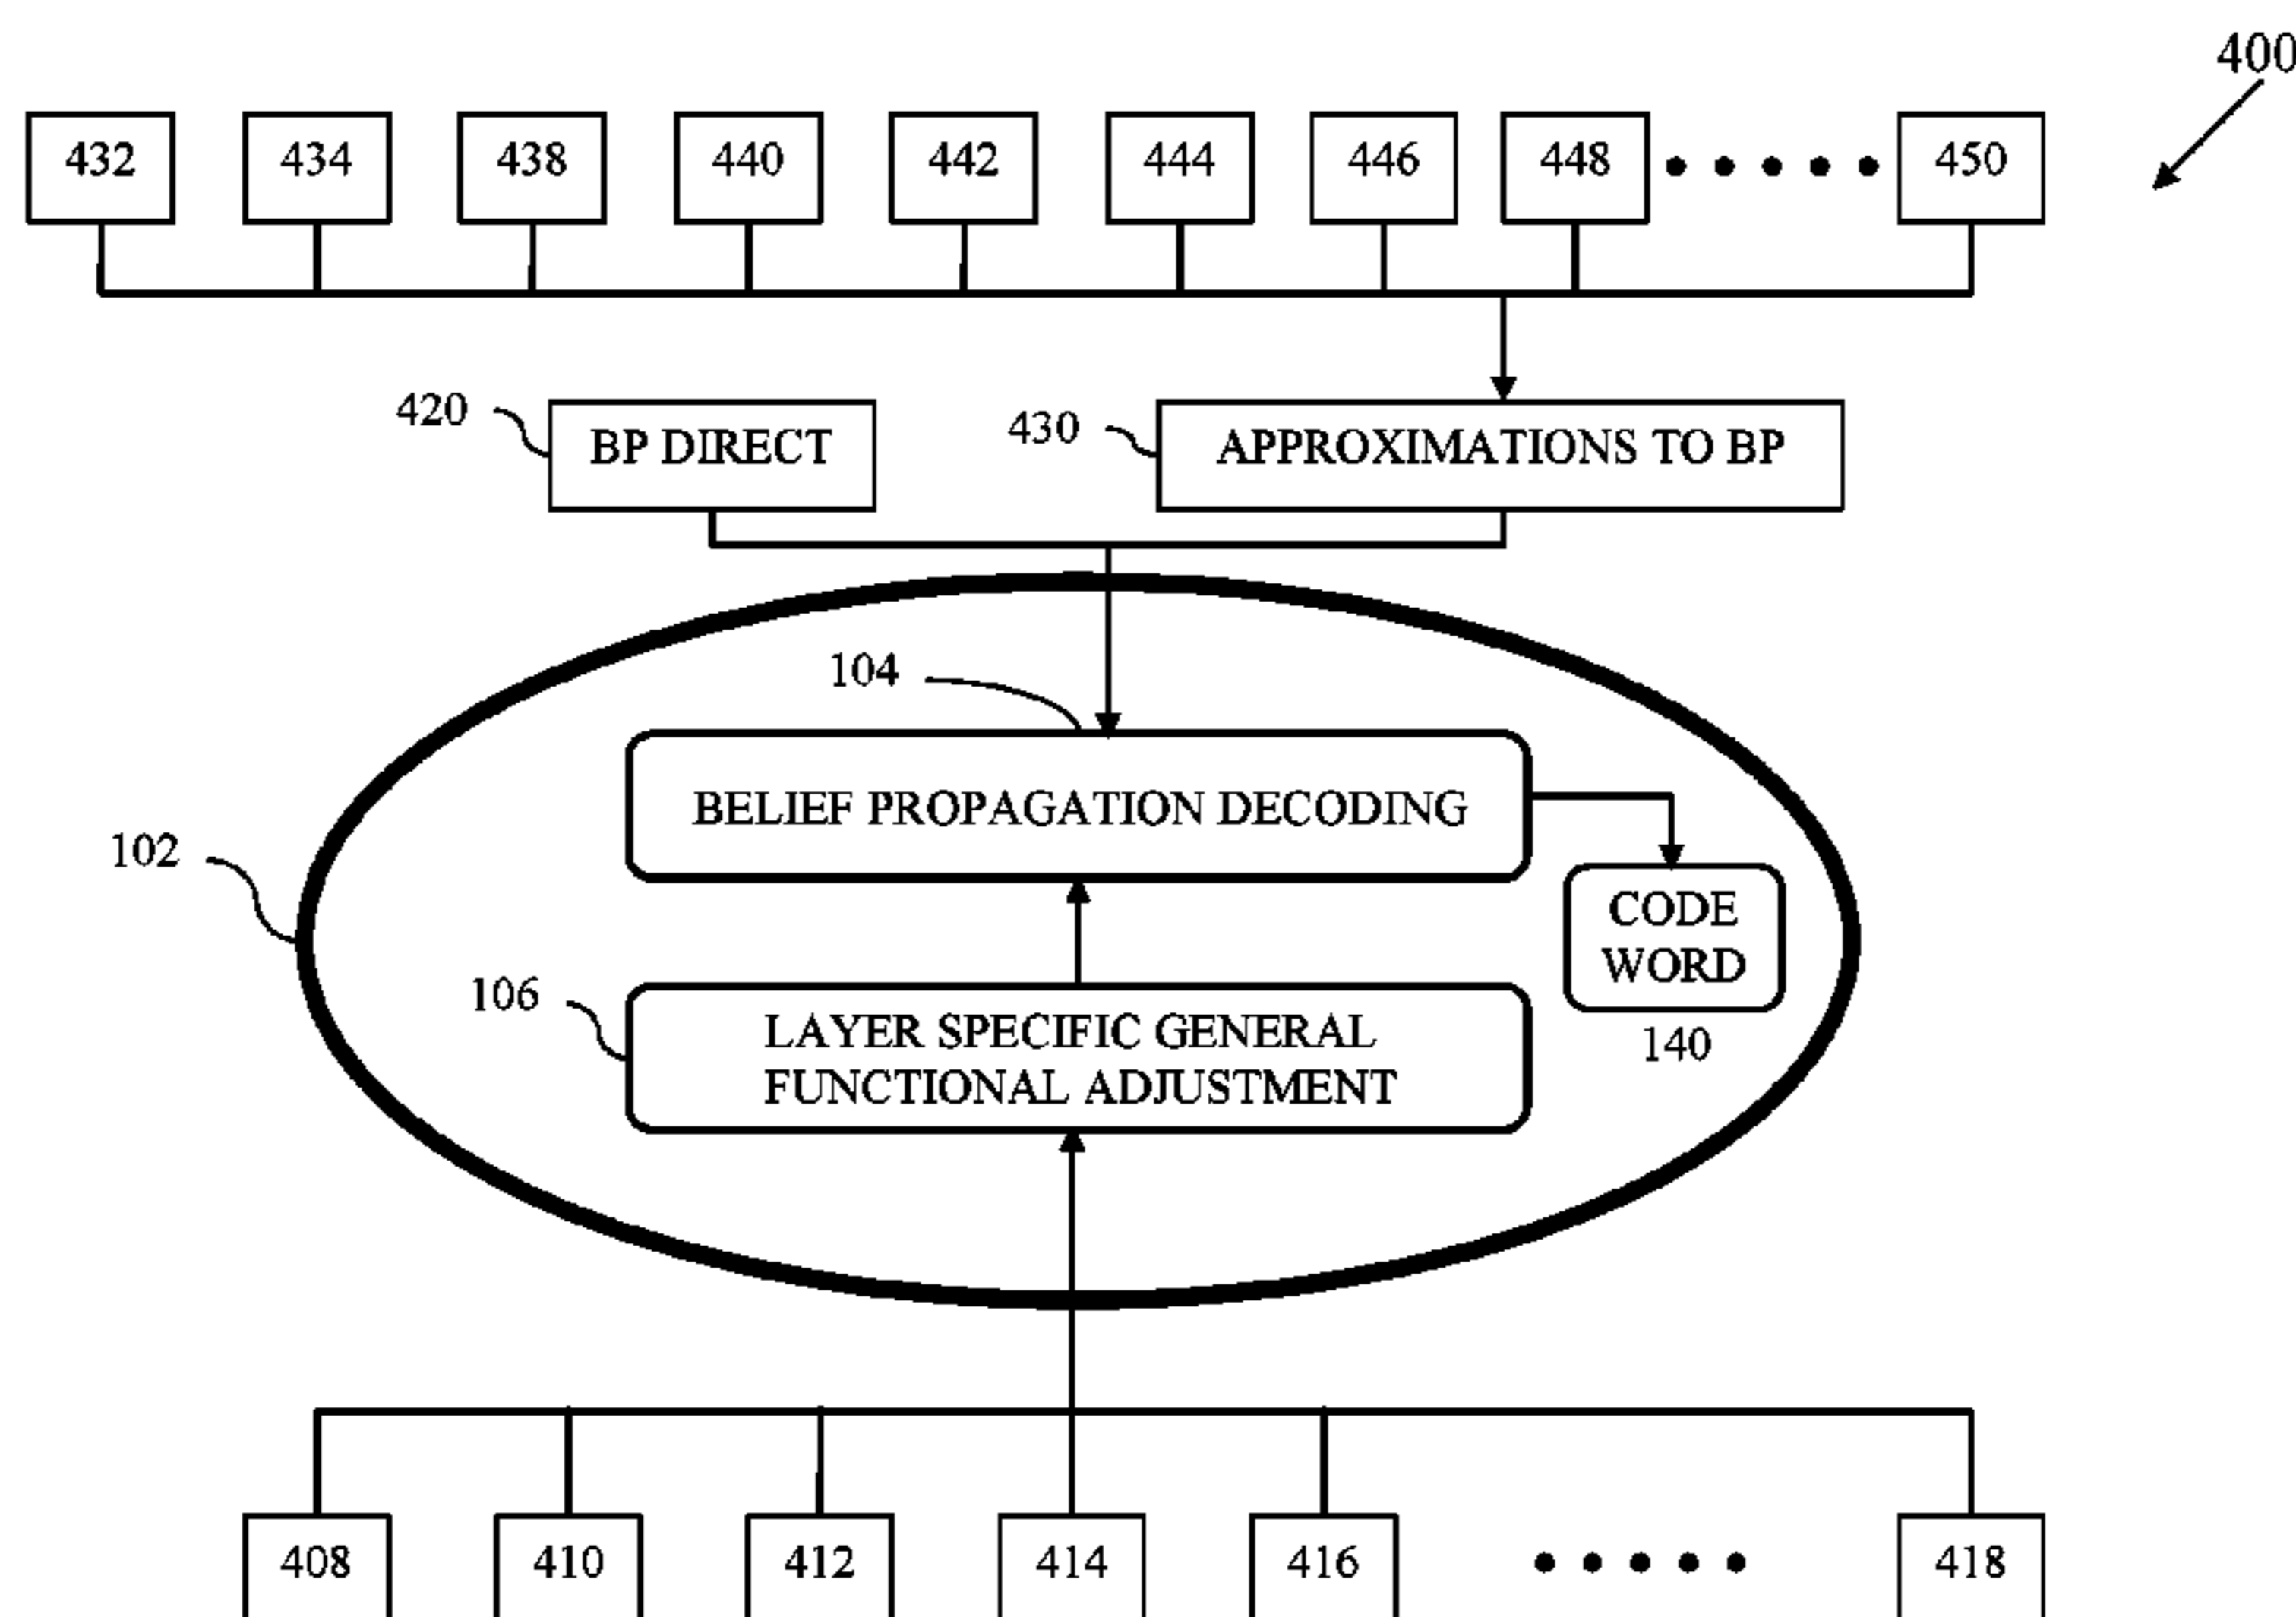 400
432 434 438 440 442 444 446 448 450
420 BP DIRECT 430 APPROXIMATIONS TO BP
104
BELIEF PROPAGATION DECODING
102
CODE
WORD
106
LAYER SPECIFIC GENERAL
FUNCTIONAL ADJUSTMENT
140
408 410 412 414 416 418